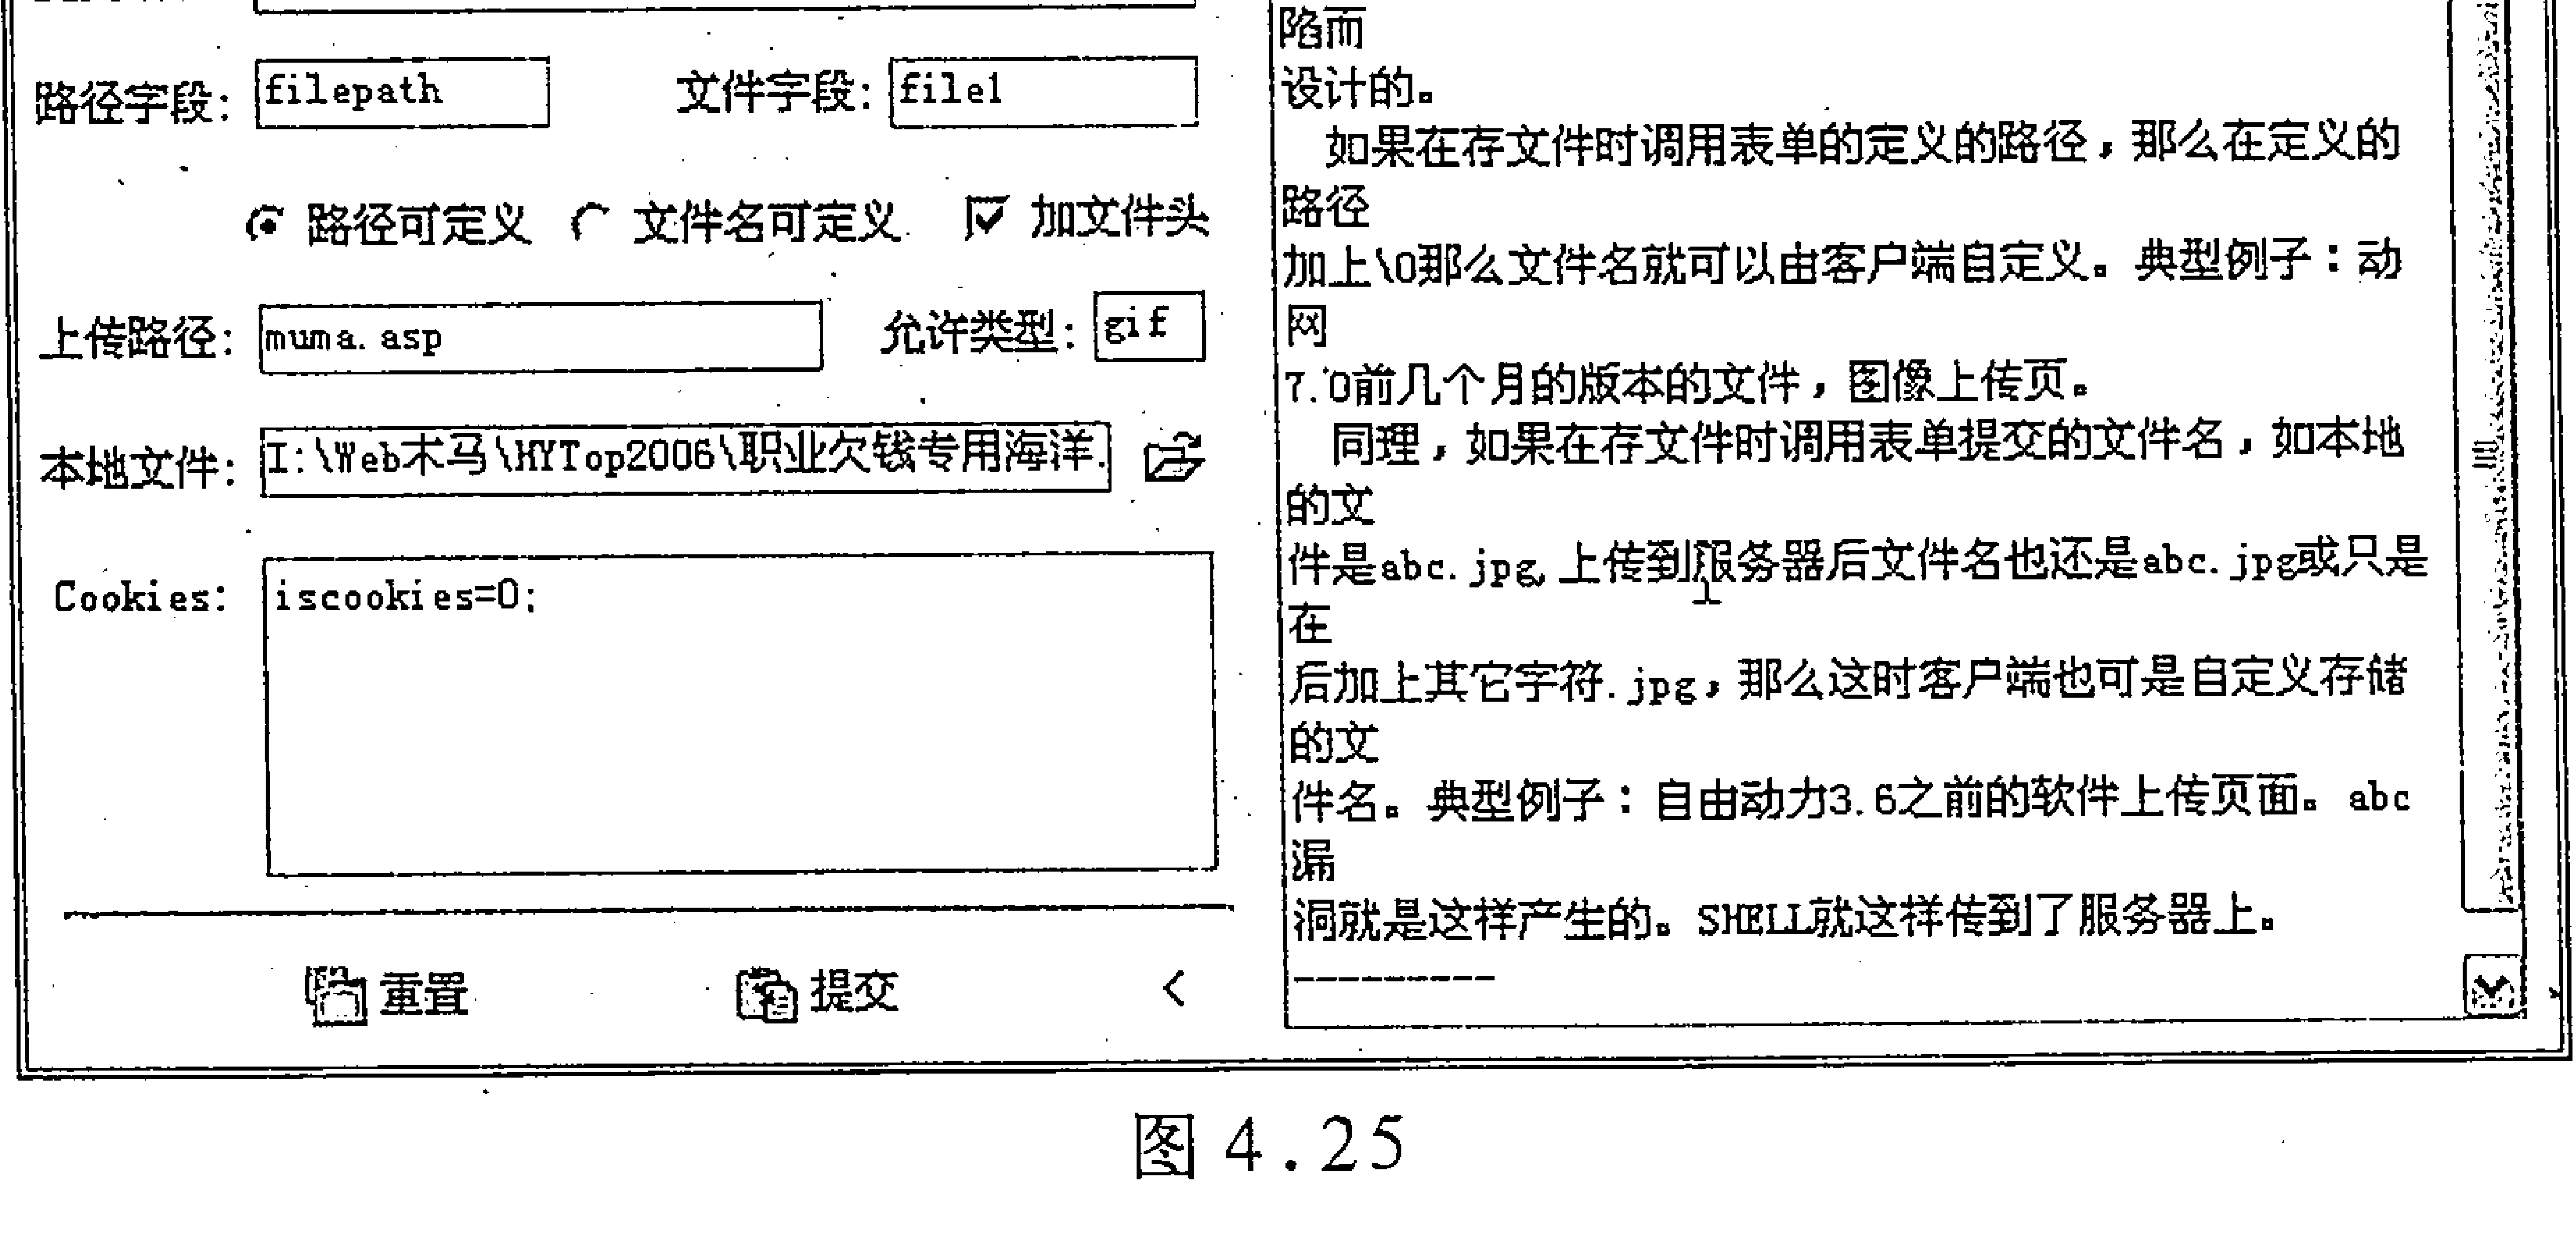 路径字段: filepath 文件字段: file1
路径可定义 文件名可定义 加文件头
上传路径: muma.asp 允许类型: gif
本地文件: I:\Web木马\HYTop2006\职业欠钱专用海洋.
Cookies: iscookies=0;
重置 提交 <
陷而
设计的。
如果在存文件时调用表单的定义的路径，那么在定义的
路径
加上\0那么文件名就可以由客户端自定义。典型例子：动
网
7.0前几个月的版本的文件，图像上传页。
同理，如果在存文件时调用表单提交的文件名，如本地
的文
件是abc.jpg,上传到服务器后文件名也还是abc.jpg或只是
在
后加上其它字符.jpg，那么这时客户端也可是自定义存储
的文
件名。典型例子：自由动力3.6之前的软件上传页面。abc
漏
洞就是这样产生的。SHELL就这样传到了服务器上。
---------
图 4.25